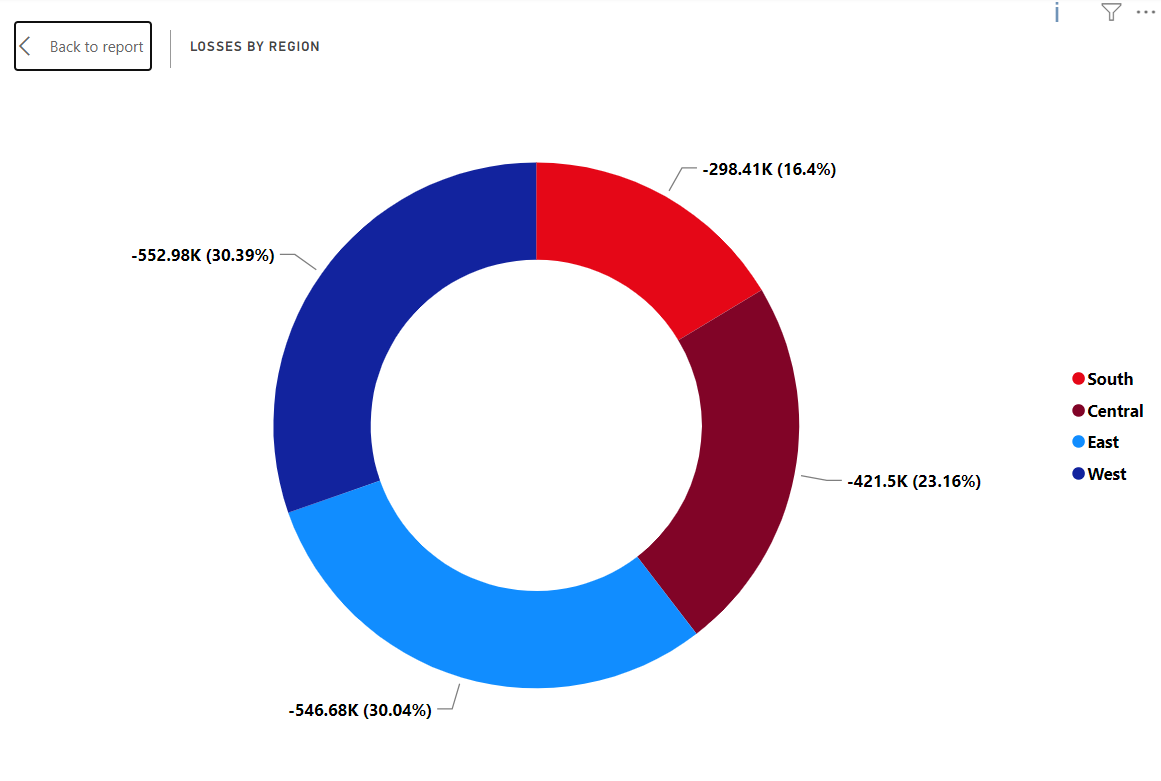 Back to report
LOSSES BY REGION
-298.41K (16.4%)
-552.98K (30.39%)
South
Central
East
West
-421.5K (23.16%)
-546.68K (30.04%)